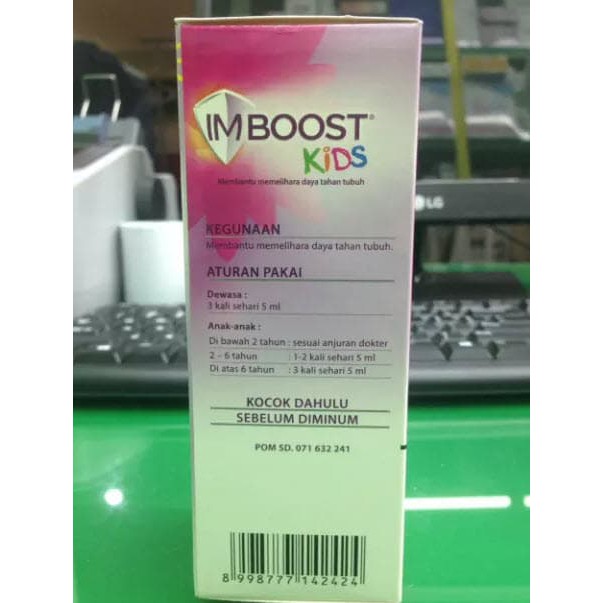 IMBOOST®
KiDS
Membantu memelihara daya tahan tubuh
KEGUNAAN
Membantu memelihara daya tahan tubuh.
ATURAN PAKAI
Dewasa :
3 kali sehari 5 ml
Anak-anak :
Di bawah 2 tahun : sesuai anjuran dokter
2 – 6 tahun : 1-2 kali sehari 5 ml
Di atas 6 tahun : 3 kali sehari 5 ml
KOCOK DAHULU
SEBELUM DIMINUM
POM SD. 071 632 241
8 998777 142424
LG